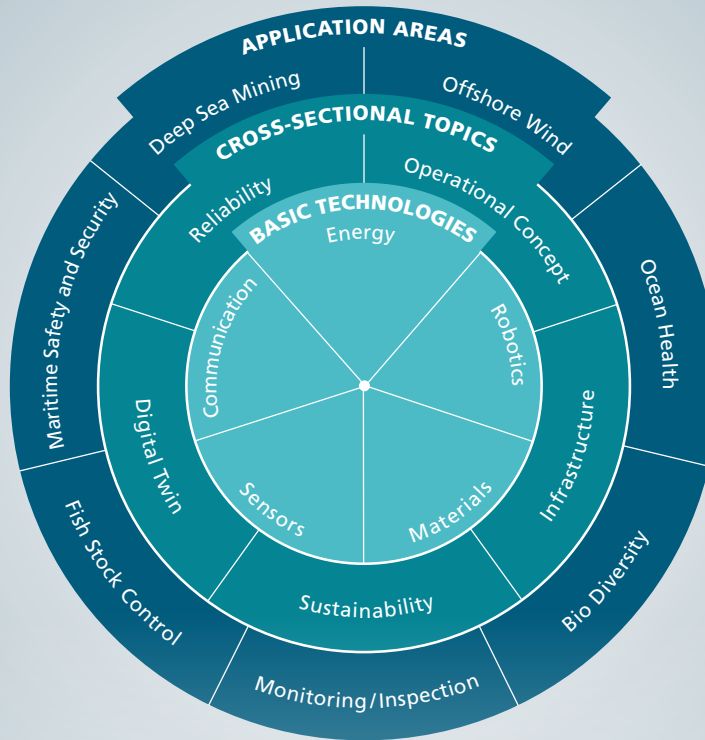 APPLICATION AREAS
Deep Sea Mining
Offshore Wind
Ocean Health
Bio Diversity
Monitoring/Inspection
Fish Stock Control
Maritime Safety and Security
CROSS-SECTIONAL TOPICS
Reliability
Operational Concept
Infrastructure
Sustainability
Digital Twin
BASIC TECHNOLOGIES
Energy
Robotics
Materials
Sensors
Communication